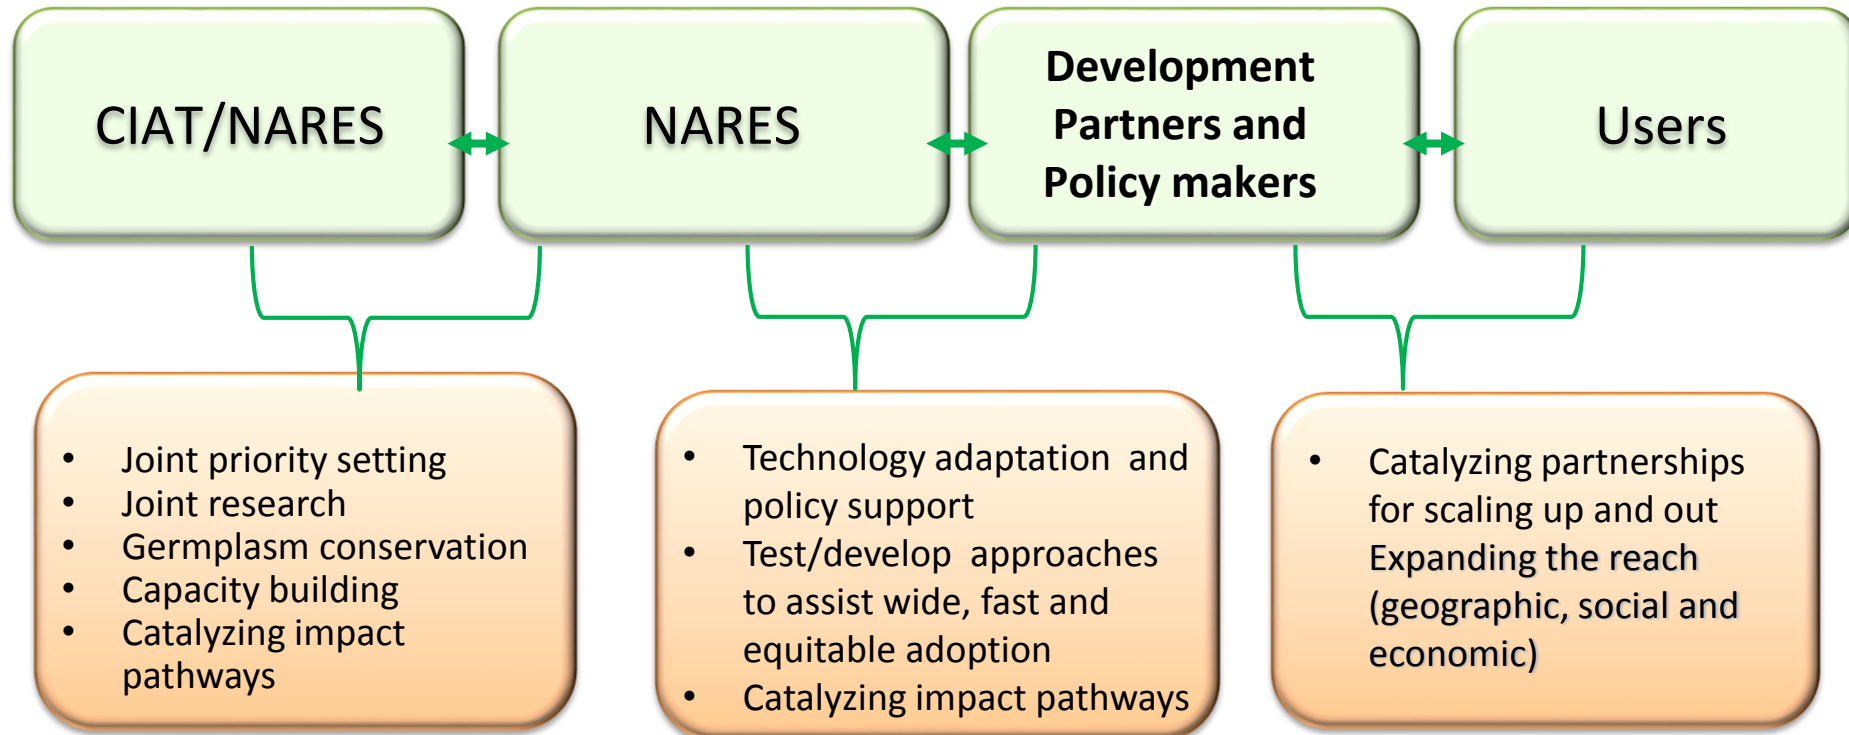 CIAT/NARES
NARES
Development
Partners and
Policy makers
Users
• Joint priority setting
• Joint research
• Germplasm conservation
• Capacity building
• Catalyzing impact
pathways
• Technology adaptation and
policy support
• Test/develop approaches
to assist wide, fast and
equitable adoption
• Catalyzing impact pathways
• Catalyzing partnerships
for scaling up and out
Expanding the reach
(geographic, social and
economic)